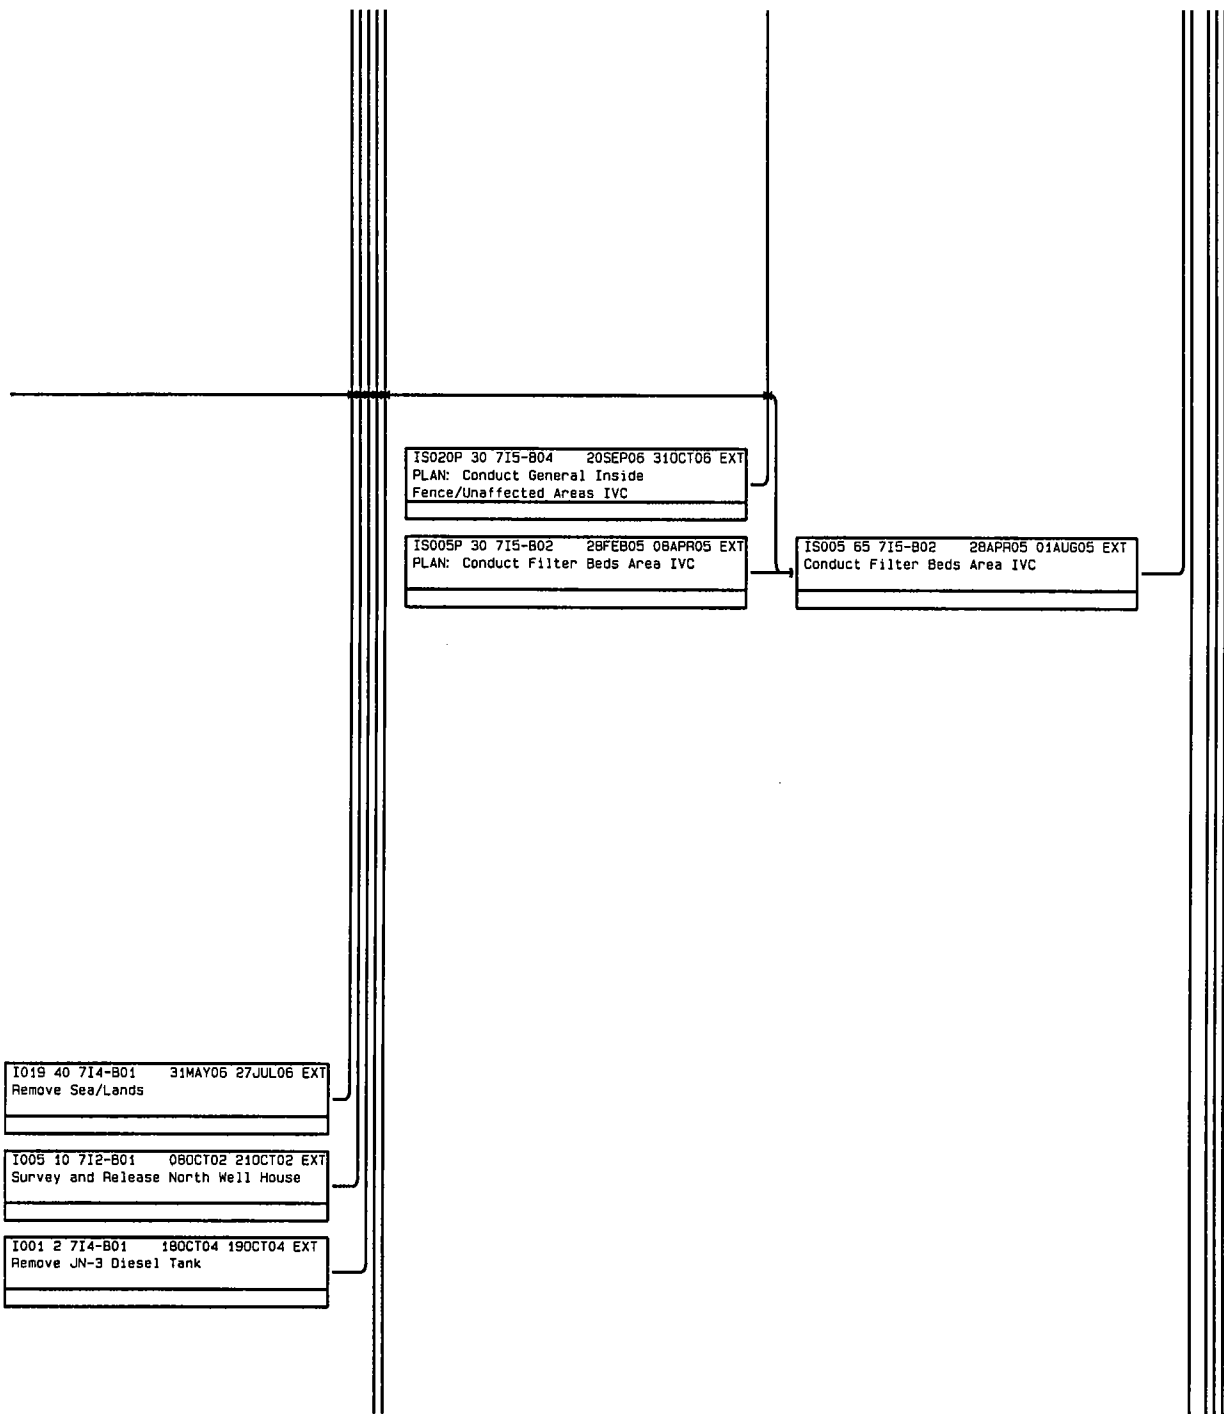 IS020P 30 7I5-B04 20SEP06 31OCT06 EXT
PLAN: Conduct General Inside
Fence/Unaffected Areas IVC
IS005P 30 7I5-B02 28FEB05 08APR05 EXT
PLAN: Conduct Filter Beds Area IVC
IS005 65 7I5-B02 28APR05 01AUG05 EXT
Conduct Filter Beds Area IVC
I019 40 7I4-B01 31MAY06 27JUL06 EXT
Remove Sea/Lands
I005 10 7I2-B01 08OCT02 21OCT02 EXT
Survey and Release North Well House
I001 2 7I4-B01 18OCT04 19OCT04 EXT
Remove JN-3 Diesel Tank